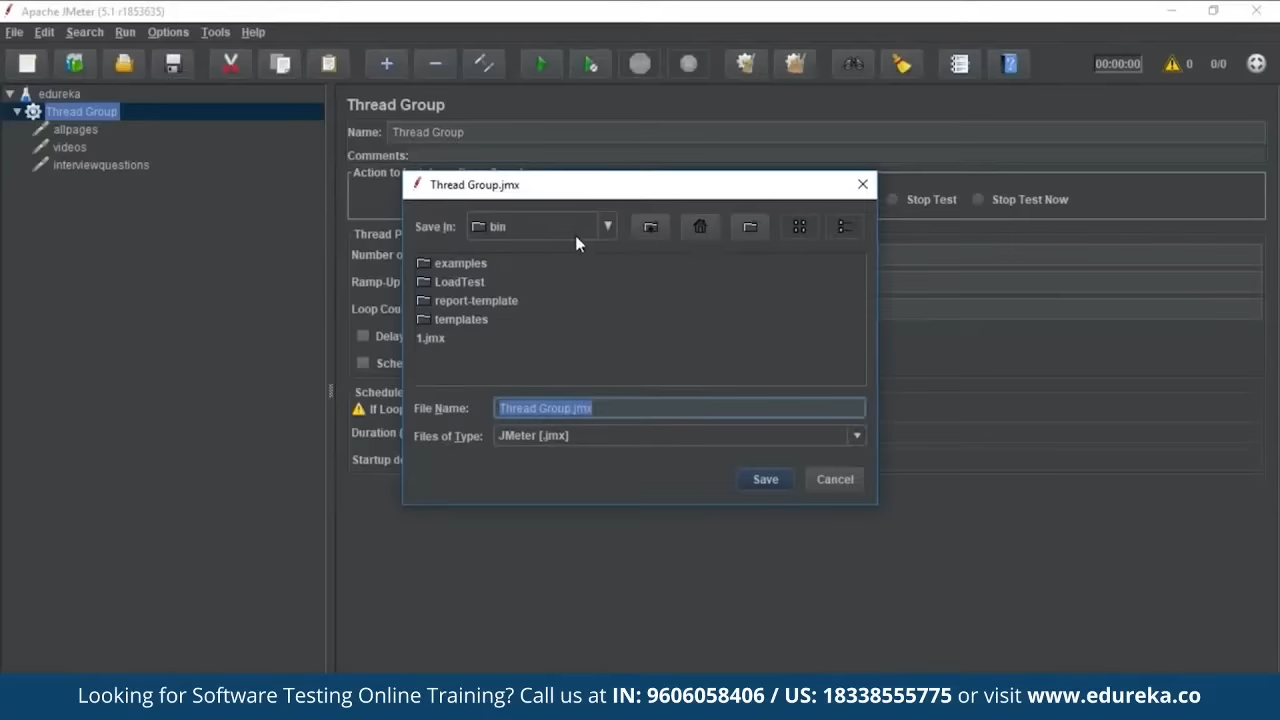 Apache JMeter (5.1 r1853635)
File Edit Search Run Options Tools Help
00:00:00 0 0/0
edureka
Thread Group
allpages
videos
interviewquestions
Thread Group
Name: Thread Group
Comments:
Action to
Stop Test Stop Test Now
Thread P
Number o
Ramp-Up
Loop Cou
Delay
Sche
Schedule
If Loop
Duration (
Startup de
Thread Group.jmx
Save In: bin
examples
LoadTest
report-template
templates
1.jmx
File Name: Thread Group.jmx
Files of Type: JMeter [.jmx]
Save Cancel
Looking for Software Testing Online Training? Call us at IN: 9606058406 / US: 18338555775 or visit www.edureka.co